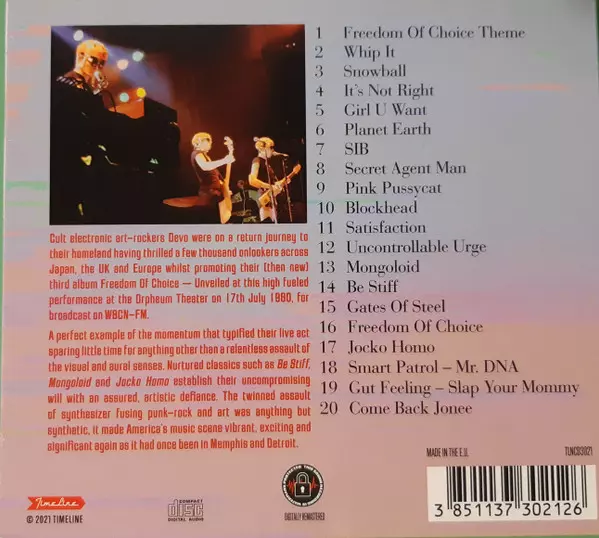 1 Freedom Of Choice Theme
2 Whip It
3 Snowball
4 It's Not Right
5 Girl U Want
6 Planet Earth
7 SIB
8 Secret Agent Man
9 Pink Pussycat
10 Blockhead
11 Satisfaction
12 Uncontrollable Urge
13 Mongoloid
14 Be Stiff
15 Gates Of Steel
16 Freedom Of Choice
17 Jocko Homo
18 Smart Patrol – Mr. DNA
19 Gut Feeling – Slap Your Mommy
20 Come Back Jonee
Cult electronic art-rockers Devo were on a return journey to
their homeland having thrilled a few thousand onlookers across
Japan, the UK and Europe whilst promoting their (then new)
third album Freedom Of Choice — Unveiled at this high fueled
performance at the Orpheum Theater on 17th July 1980, for
broadcast on WBCN-FM.
A perfect example of the momentum that typified their live act
sparing little time for anything other than a relentless assault of
the visual and aural senses. Nurtured classics such as Be Stiff,
Mongoloid and Jocko Homo establish their uncompromising
will with an assured, artistic defiance. The twinned assault
of synthesizer fusing punk-rock and art was anything but
synthetic, it made America's music scene vibrant, exciting and
significant again as it had once been in Memphis and Detroit.
MADE IN THE E.U.
TLNCD3021
TimeLine
© 2021 TIMELINE
COMPACT
disc
DIGITAL AUDIO
DIGITALLY REMASTERED
3 851137 302126